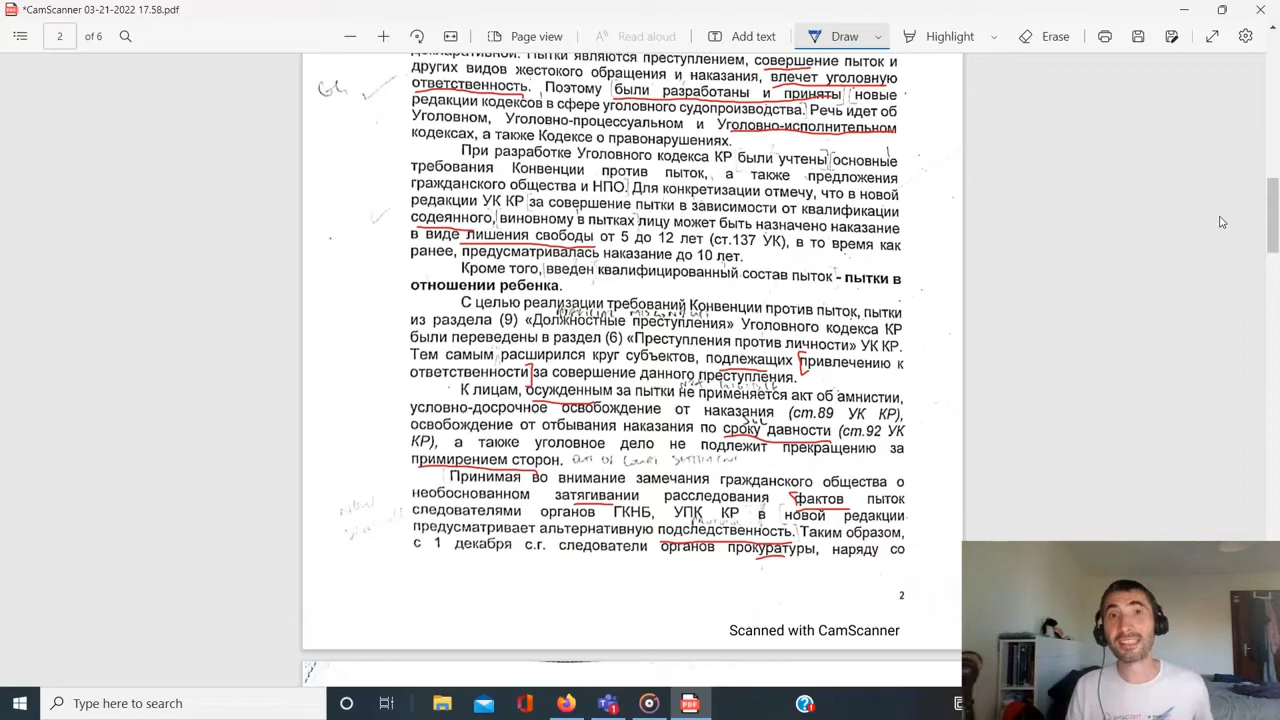 *CamScanner 03-21-2022 17.58.pdf
2 of 6 Page view Read aloud Add text Draw Highlight Erase
декларативной. Пытки являются преступлением, совершение пыток и
других видов жестокого обращения и наказания, влечет уголовную
ответственность. Поэтому были разработаны и приняты новые
редакции кодексов в сфере уголовного судопроизводства. Речь идет об
Уголовном, Уголовно-процессуальном и Уголовно-исполнительном
кодексах, а также Кодексе о правонарушениях.
При разработке Уголовного кодекса КР были учтены основные
требования Конвенции против пыток, а также предложения
гражданского общества и НПО. Для конкретизации отмечу, что в новой
редакции УК КР за совершение пытки в зависимости от квалификации
содеянного, виновному в пытках лицу может быть назначено наказание
в виде лишения свободы от 5 до 12 лет (ст.137 УК), в то время как
ранее, предусматривалась наказание до 10 лет.
Кроме того, введен квалифицированный состав пыток - пытки в
отношении ребенка.
С целью реализации требований Конвенции против пыток, пытки
из раздела (9) «Должностные преступления» Уголовного кодекса КР
были переведены в раздел (6) «Преступления против личности» УК КР.
Тем самым расширился круг субъектов, подлежащих привлечению к
ответственности за совершение данного преступления.
К лицам, осужденным за пытки не применяется акт об амнистии,
условно-досрочное освобождение от наказания (ст.89 УК КР),
освобождение от отбывания наказания по сроку давности (ст.92 УК
КР), а также уголовное дело не подлежит прекращению за
примирением сторон. out of court settlement
Принимая во внимание замечания гражданского общества о
необоснованном затягивании расследования фактов пыток
следователями органов ГКНБ, УПК КР в новой редакции
предусматривает альтернативную подследственность. Таким образом,
с 1 декабря с.г. следователи органов прокуратуры, наряду со
2
Scanned with CamScanner
Type here to search